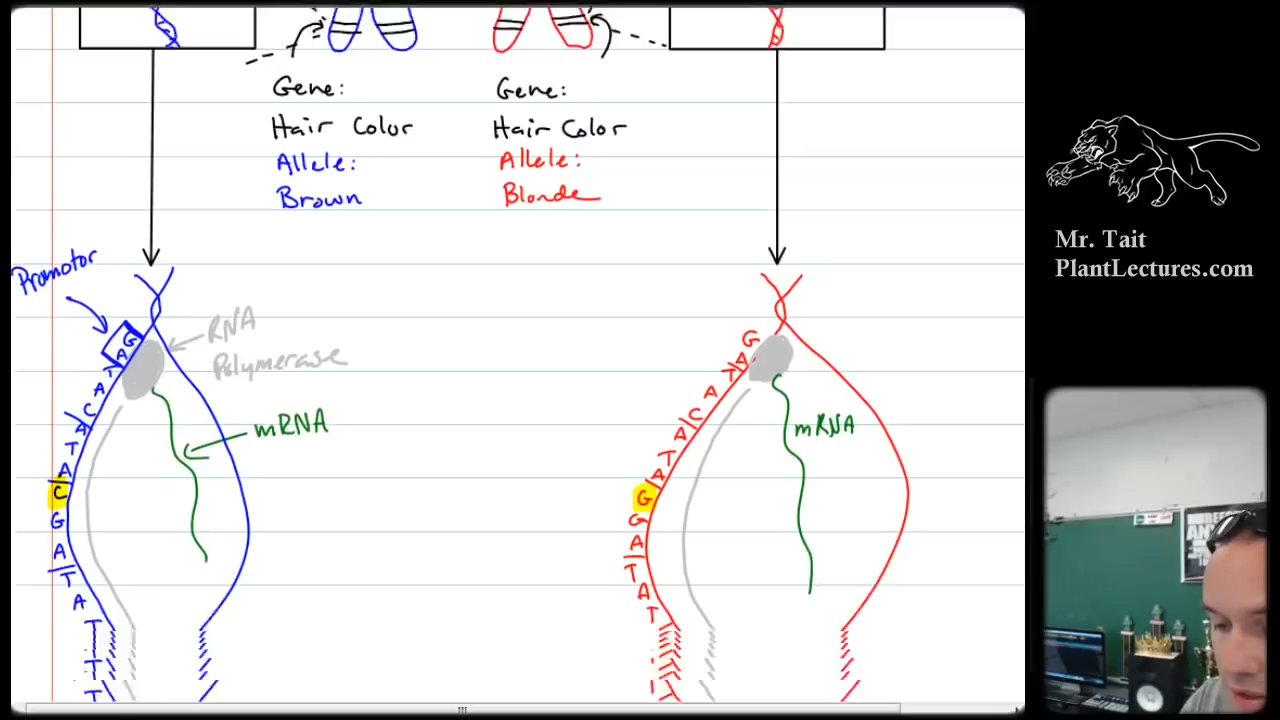 Gene:
Hair Color
Allele:
Brown
Gene:
Hair Color
Allele:
Blonde
Promotor
RNA
Polymerase
mRNA
G
A
T
A
C
A
T
A
C
G
A
T
A
T
T
T
mRNA
G
A
T
A
C
A
T
A
G
G
A
T
A
T
Mr. Tait
PlantLectures.com